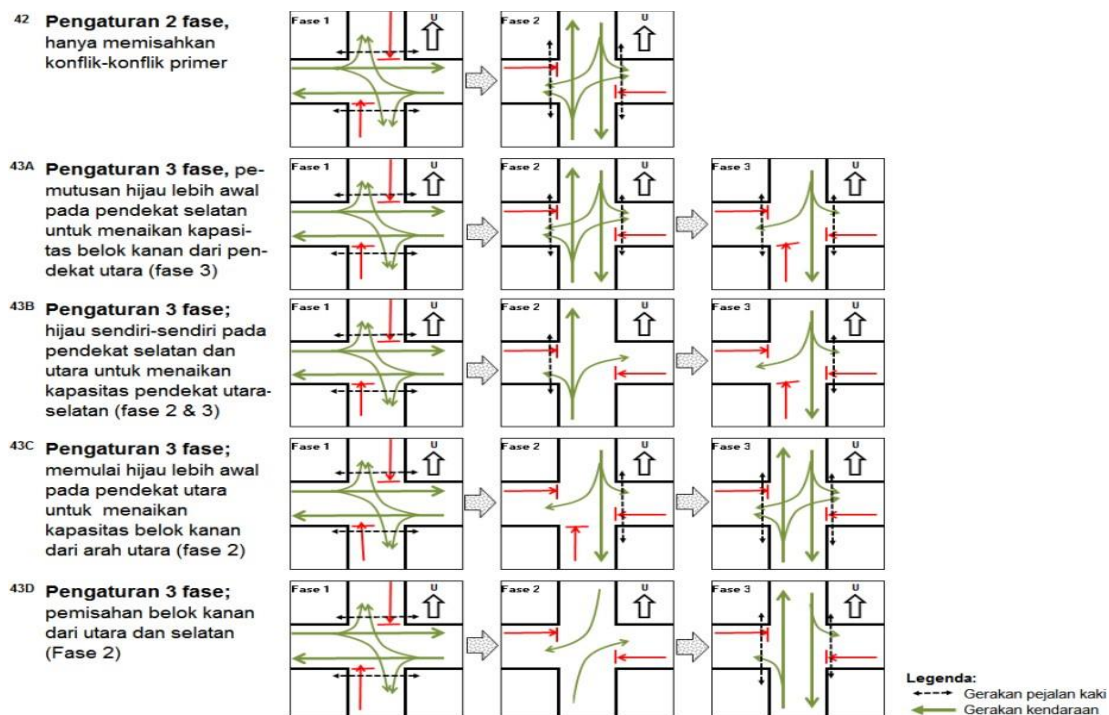 42 Pengaturan 2 fase,
hanya memisahkan
konflik-konflik primer
Fase 1
U
Fase 2
U
43A Pengaturan 3 fase, pe-
mutusan hijau lebih awal
pada pendekat selatan
untuk menaikan kapasi-
tas belok kanan dari pen-
dekat utara (fase 3)
Fase 1
U
Fase 2
U
Fase 3
U
43B Pengaturan 3 fase;
hijau sendiri-sendiri pada
pendekat selatan dan
utara untuk menaikan
kapasitas pendekat utara-
selatan (fase 2 & 3)
Fase 1
U
Fase 2
U
Fase 3
U
43C Pengaturan 3 fase;
memulai hijau lebih awal
pada pendekat utara
untuk menaikan
kapasitas belok kanan
dari arah utara (fase 2)
Fase 1
U
Fase 2
U
Fase 3
U
43D Pengaturan 3 fase;
pemisahan belok kanan
dari utara dan selatan
(Fase 2)
Fase 1
U
Fase 2
U
Fase 3
U
Legenda:
Gerakan pejalan kaki
Gerakan kendaraan